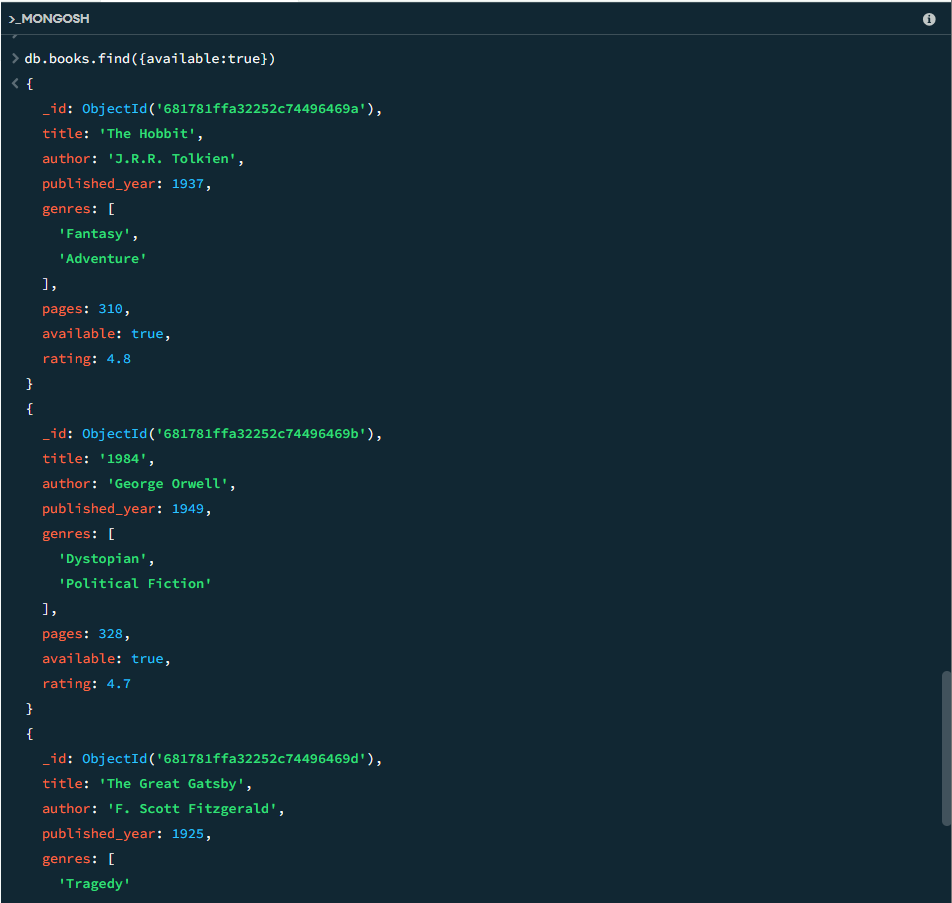 >_MONGOSH
> db.books.find({available:true})
< {
_id: ObjectId('681781ffa32252c74496469a'),
title: 'The Hobbit',
author: 'J.R.R. Tolkien',
published_year: 1937,
genres: [
'Fantasy',
'Adventure'
],
pages: 310,
available: true,
rating: 4.8
}
{
_id: ObjectId('681781ffa32252c74496469b'),
title: '1984',
author: 'George Orwell',
published_year: 1949,
genres: [
'Dystopian',
'Political Fiction'
],
pages: 328,
available: true,
rating: 4.7
}
{
_id: ObjectId('681781ffa32252c74496469d'),
title: 'The Great Gatsby',
author: 'F. Scott Fitzgerald',
published_year: 1925,
genres: [
'Tragedy'